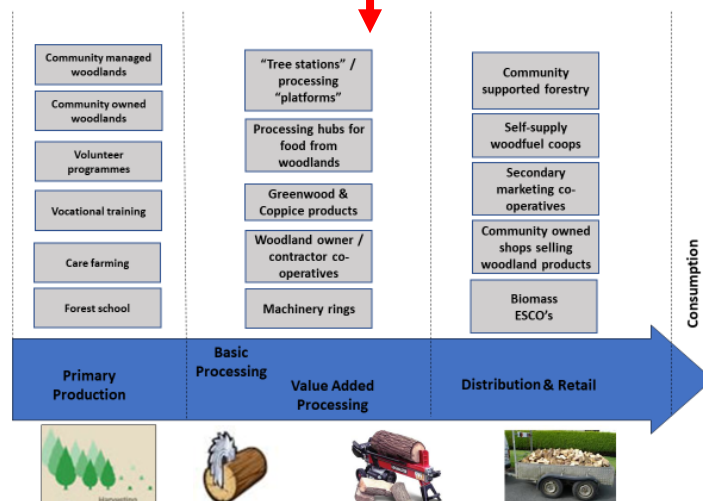 Community managed
woodlands
Community owned
woodlands
Volunteer
programmes
Vocational training
Care farming
Forest school
“Tree stations” /
processing
“platforms”
Processing hubs for
food from
woodlands
Greenwood &
Coppice products
Woodland owner /
contractor co-
operatives
Machinery rings
Community
supported forestry
Self-supply
woodfuel coops
Secondary
marketing co-
operatives
Community owned
shops selling
woodland products
Biomass
ESCO’s
Consumption
Primary
Production
Basic
Processing
Value Added
Processing
Distribution & Retail
Harvesting